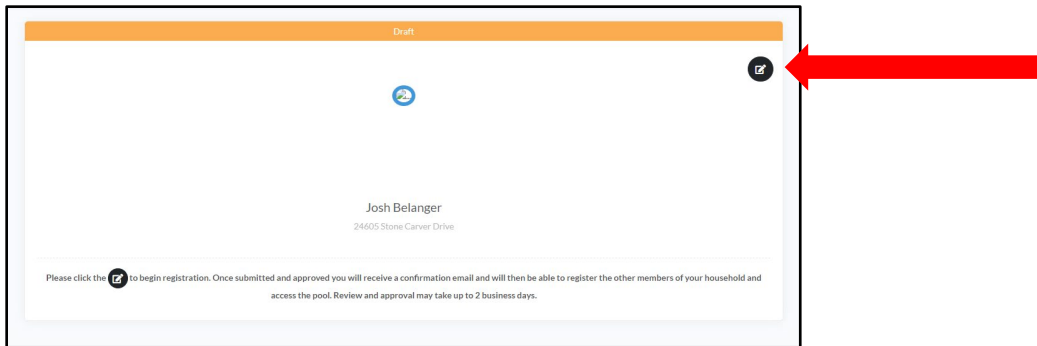 Draft
Josh Belanger
24605 Stone Carver Drive
Please click the to begin registration. Once submitted and approved you will receive a confirmation email and will then be able to register the other members of your household and
access the pool. Review and approval may take up to 2 business days.